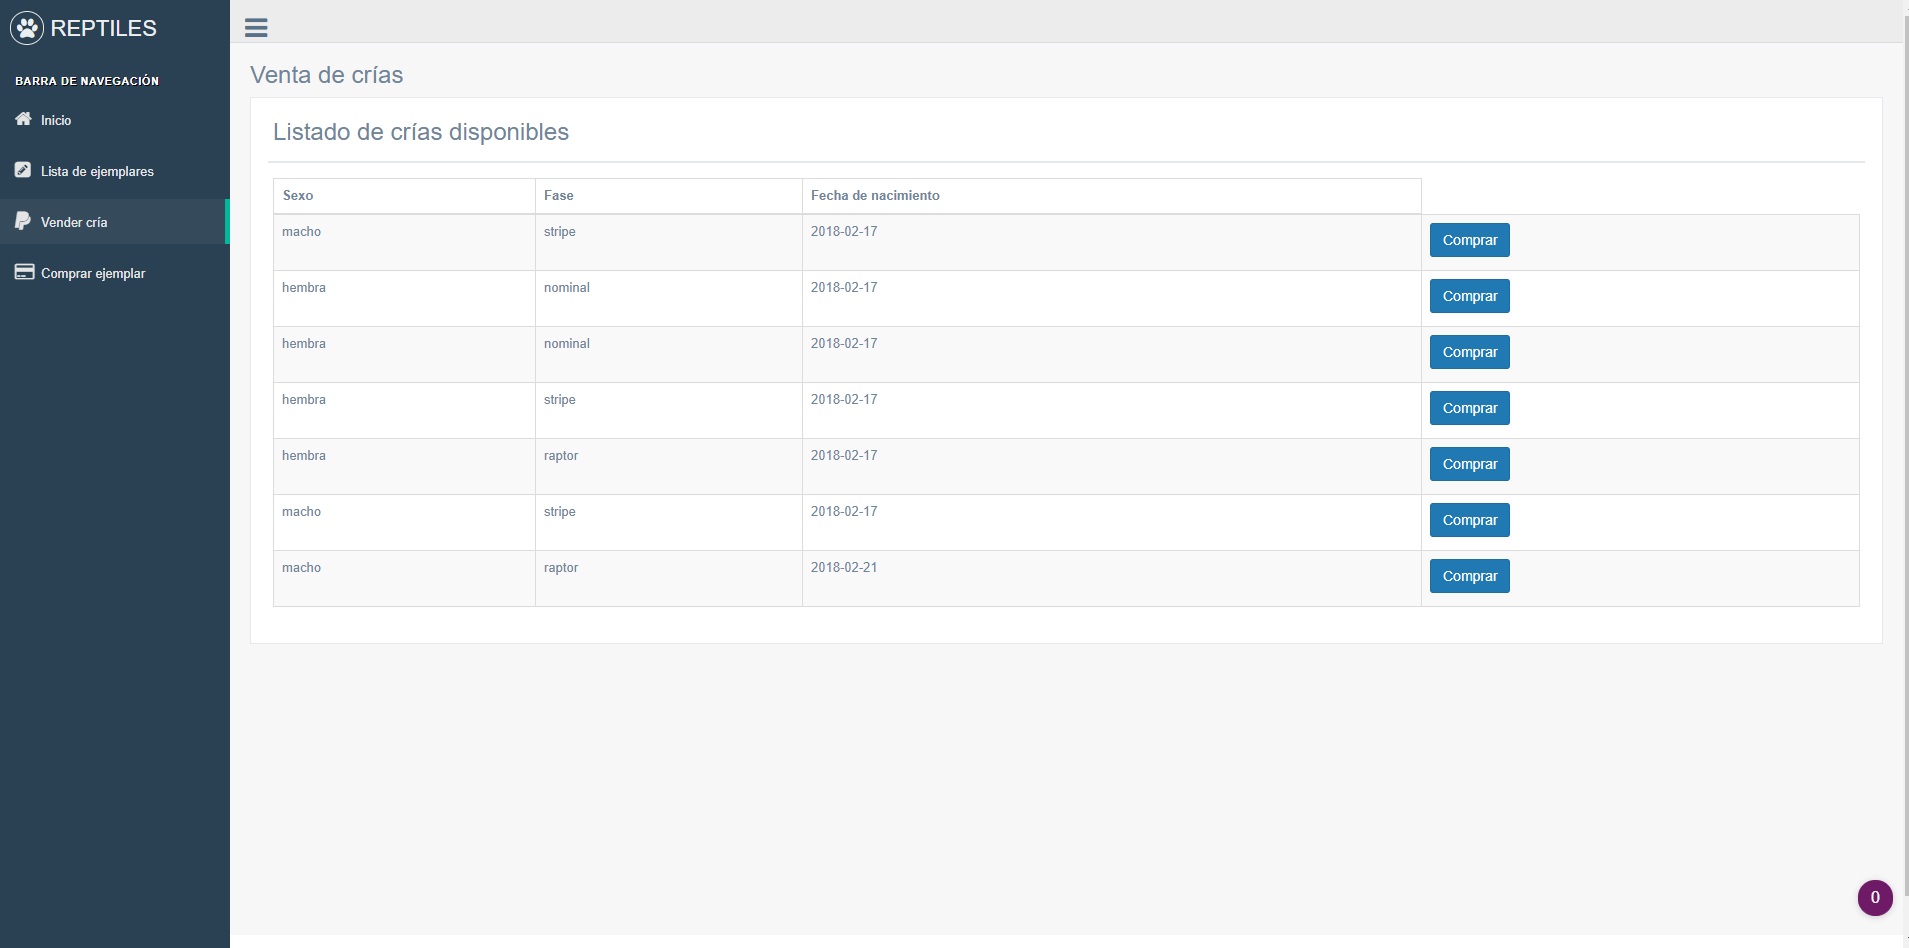 REPTILES
BARRA DE NAVEGACIÓN
Inicio
Lista de ejemplares
Vender cría
Comprar ejemplar
Venta de crías
Listado de crías disponibles
Sexo Fase Fecha de nacimiento
macho stripe 2018-02-17 Comprar
hembra nominal 2018-02-17 Comprar
hembra nominal 2018-02-17 Comprar
hembra stripe 2018-02-17 Comprar
hembra raptor 2018-02-17 Comprar
macho stripe 2018-02-17 Comprar
macho raptor 2018-02-21 Comprar
0